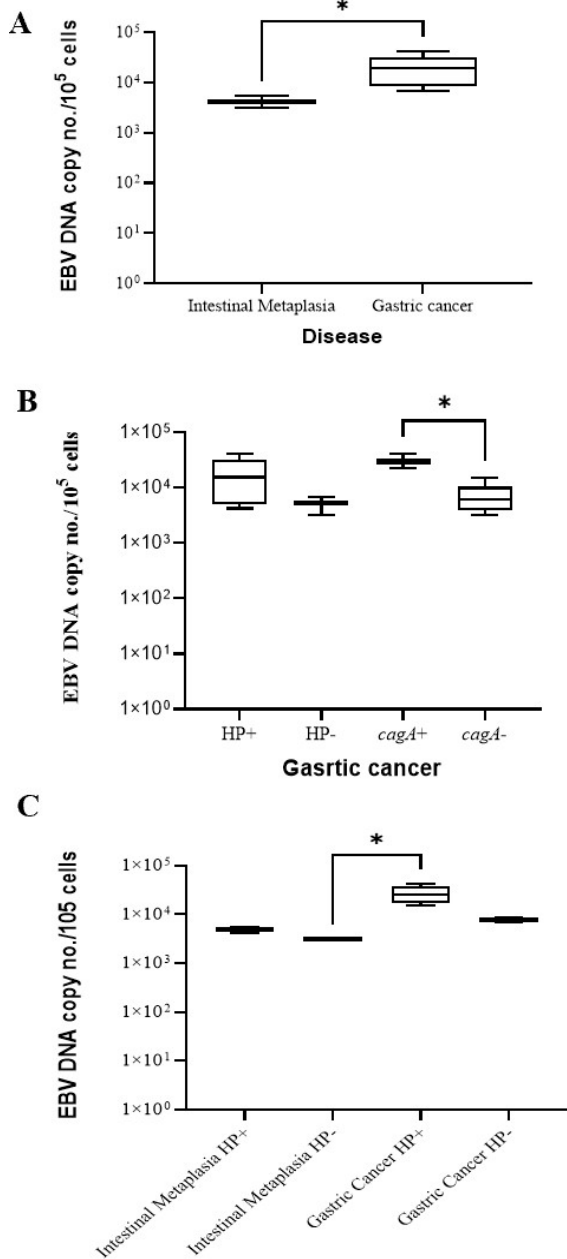 A
*
EBV DNA copy no./10⁵ cells
10⁵
10⁴
10³
10²
10¹
10⁰
Intestinal Metaplasia Gastric cancer
Disease
B
*
EBV DNA copy no./10⁵ cells
1×10⁵
1×10⁴
1×10³
1×10²
1×10¹
1×10⁰
HP+ HP- cagA+ cagA-
Gasrtic cancer
C
*
EBV DNA copy no./105 cells
1×10⁵
1×10⁴
1×10³
1×10²
1×10¹
1×10⁰
Intestinal Metaplasia HP+
Intestinal Metaplasia HP-
Gastric Cancer HP+
Gastric Cancer HP-